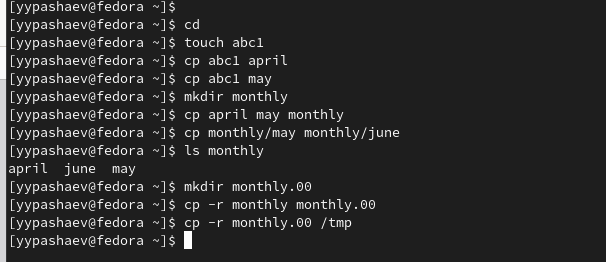 [yypashaev@fedora ~]$
[yypashaev@fedora ~]$ cd
[yypashaev@fedora ~]$ touch abc1
[yypashaev@fedora ~]$ cp abc1 april
[yypashaev@fedora ~]$ cp abc1 may
[yypashaev@fedora ~]$ mkdir monthly
[yypashaev@fedora ~]$ cp april may monthly
[yypashaev@fedora ~]$ cp monthly/may monthly/june
[yypashaev@fedora ~]$ ls monthly
april  june  may
[yypashaev@fedora ~]$ mkdir monthly.00
[yypashaev@fedora ~]$ cp -r monthly monthly.00
[yypashaev@fedora ~]$ cp -r monthly.00 /tmp
[yypashaev@fedora ~]$